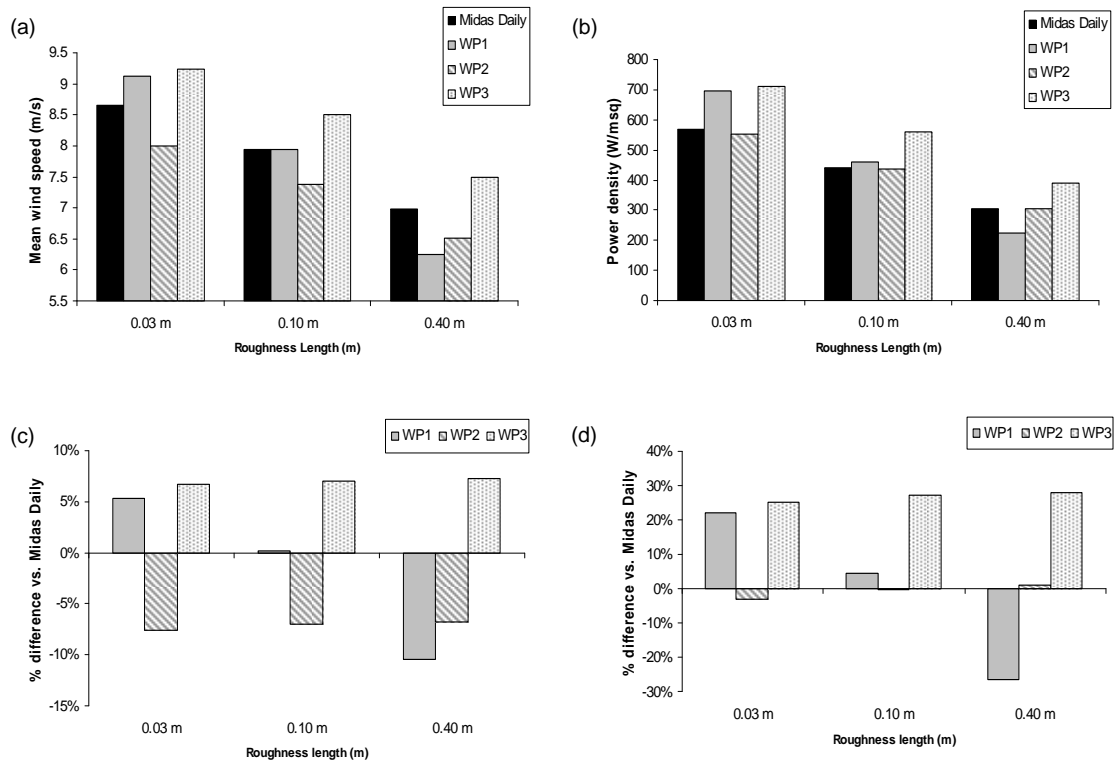 (a)
Midas Daily
WP1
WP2
WP3
Mean wind speed (m/s)
9.5
9
8.5
8
7.5
7
6.5
6
5.5
0.03 m
0.10 m
0.40 m
Roughness Length (m)
(b)
Midas Daily
WP1
WP2
WP3
Power density (W/msq)
800
700
600
500
400
300
200
100
0
0.03 m
0.10 m
0.40 m
Roughness Length (m)
(c)
WP1 WP2 WP3
% difference vs. Midas Daily
10%
5%
0%
-5%
-10%
-15%
0.03 m
0.10 m
0.40 m
Roughness length (m)
(d)
WP1 WP2 WP3
% difference vs. Midas Daily
40%
30%
20%
10%
0%
-10%
-20%
-30%
0.03 m
0.10 m
0.40 m
Roughness length (m)